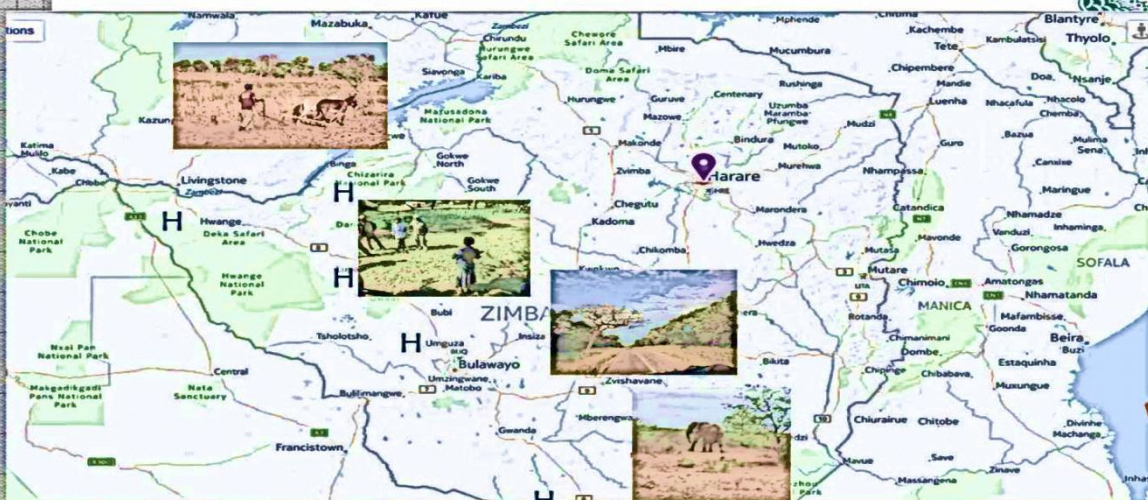 tions
Namwala
Mazabuka
Kafue
Zambezi
Chirundu
Hurungwe
Safari Area
Siavonga
Kariba
Matusadona
National Park
Chewore
Safari Area
Doma Safari
Area
Mbire
Mphende
Mucumbura
Rushinga
Chitima
Kachembe
Tete
Kambulatsisi
Blantyre
Thyolo
Chipembere
Mandie
Doa
Nsanje
Luenha
Nhacafula
Nhacolo
Chemba
Hurungwe
Guruve
Centenary
Mazowe
Uzumba
Maramba-
Pfungwe
Mudzi
Makonde
Bindura
Mutoko
Guro
Bazua
Mulima
Sena
Zvimba
Harare
Murehwa
Nhampassa
Canxixe
Maringue
Katima
Mulilo
Kabe
Chobe
Livingstone
Zambezi
Binga
Chizarira
National Park
Gokwe
North
Gokwe
South
Chegutu
Kadoma
Marondera
Catandica
Nhamadze
Vanduzi
Inhaminga
Gorongosa
SOFALA
Chobe
National
Park
H
H
Hwange
Deka Safari
Area
Hwange
National
Park
Chikomba
Hwedza
Mutasa
Mavonde
Mutare
Chimoio
Amatongas
Nhamatanda
H
MANICA
Mafambisse
Goonda
Beira
Buzi
Rotanda
Chimanimani
Dombe
Estaquinha
Bubi
ZIMBA
Tsholotsho
H
Umguza
BUQ
Insiza
Bulawayo
Umzingwane
Matobo
Zvishavane
Bikita
Chipinge
Chibabava
Muxungue
Nxai Pan
National Park
Makgadikgadi
Pans National
Park
Central
Nata
Sanctuary
Bulilimangwe
Gwanda
Mberengwa
Chiurairue
Chitobe
Divinhe
Machanga
Francistown
Mavue
Save
Zinave
Massangena
H